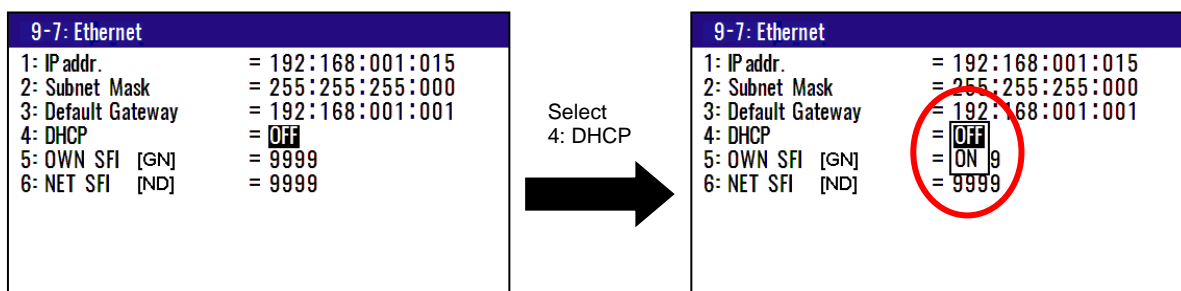 9-7: Ethernet
1: IP addr. = 192:168:001:015
2: Subnet Mask = 255:255:255:000
3: Default Gateway = 192:168:001:001
4: DHCP = OFF
5: OWN SFI [GN] = 9999
6: NET SFI [ND] = 9999
Select
4: DHCP
9-7: Ethernet
1: IP addr. = 192:168:001:015
2: Subnet Mask = 255:255:255:000
3: Default Gateway = 192:168:001:001
4: DHCP = OFF
5: OWN SFI [GN] = ON 9
6: NET SFI [ND] = 9999